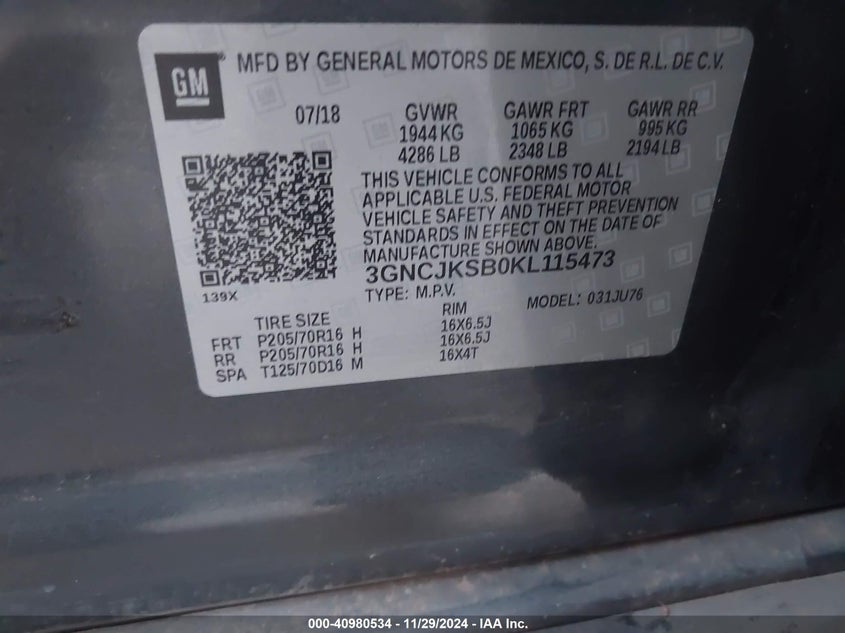 GM
MFD BY GENERAL MOTORS DE MEXICO, S. DE R.L. DE C.V.
07/18 GVWR GAWR FRT GAWR RR
1944 KG 1065 KG 995 KG
4286 LB 2348 LB 2194 LB
THIS VEHICLE CONFORMS TO ALL
APPLICABLE U.S. FEDERAL MOTOR
VEHICLE SAFETY AND THEFT PREVENTION
STANDARDS IN EFFECT ON THE DATE OF
MANUFACTURE SHOWN ABOVE.
3GNCJKSB0KL115473
139X
TYPE: M.P.V. MODEL: 031JU76
TIRE SIZE RIM
FRT P205/70R16 H 16X6.5J
RR P205/70R16 H 16X6.5J
SPA T125/70D16 M 16X4T
000-40980534 - 11/29/2024 - IAA Inc.